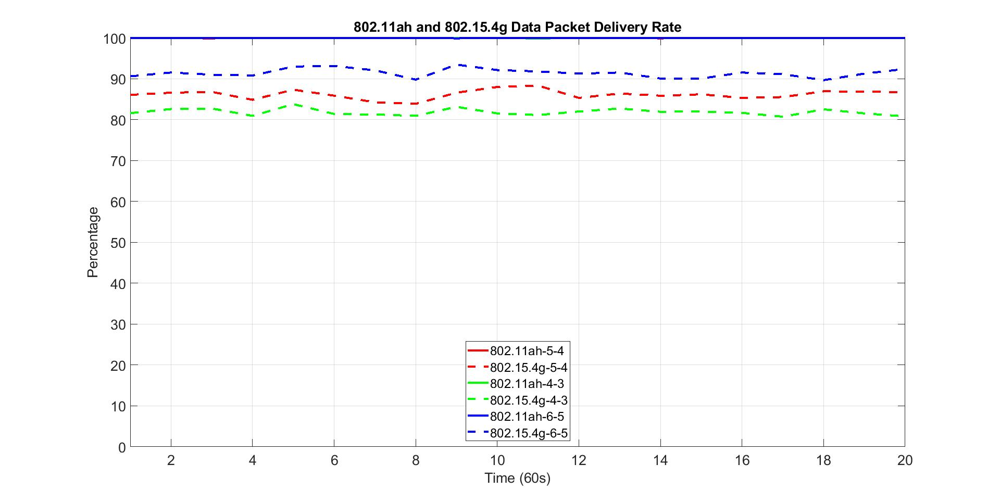 802.11ah and 802.15.4g Data Packet Delivery Rate
100
90
80
70
60
50
40
30
20
10
0
Percentage
802.11ah-5-4
802.15.4g-5-4
802.11ah-4-3
802.15.4g-4-3
802.11ah-6-5
802.15.4g-6-5
2 4 6 8 10 12 14 16 18 20
Time (60s)